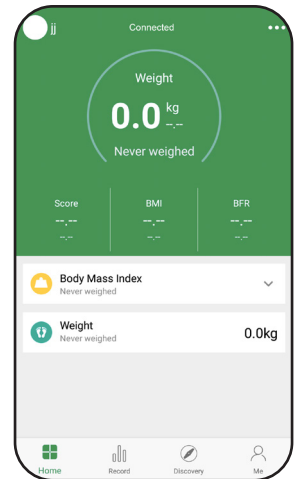 jj
Connected
Weight
0.0 kg
--.--
Never weighed
Score BMI BFR
--.-- --.-- --.--
--.-- --.-- --.--
Body Mass Index
Never weighed
Weight
Never weighed
0.0kg
Home Record Discovery Me